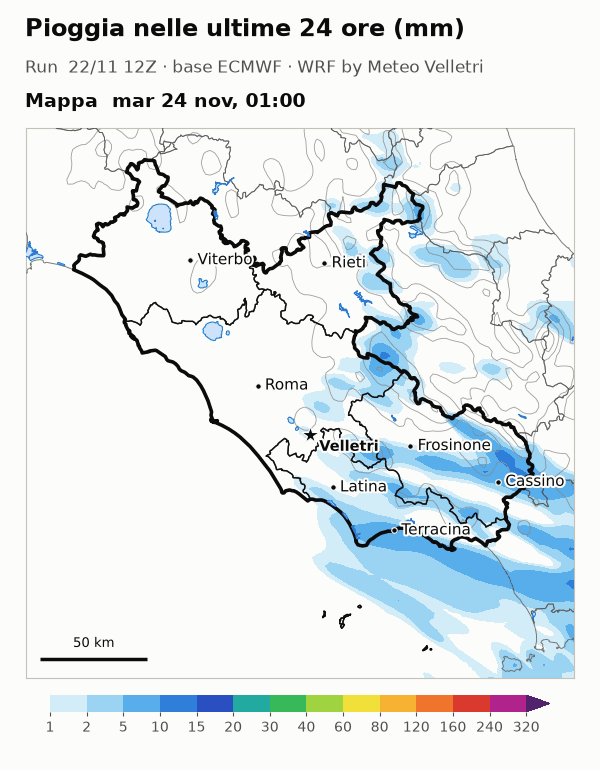 Pioggia nelle ultime 24 ore (mm)
Run 22/11 12Z · base ECMWF · WRF by Meteo Velletri
Mappa mar 24 nov, 01:00
Viterbo
Rieti
Roma
Velletri
Frosinone
Latina
Cassino
Terracina
50 km
1 2 5 10 15 20 30 40 60 80 120 160 240 320